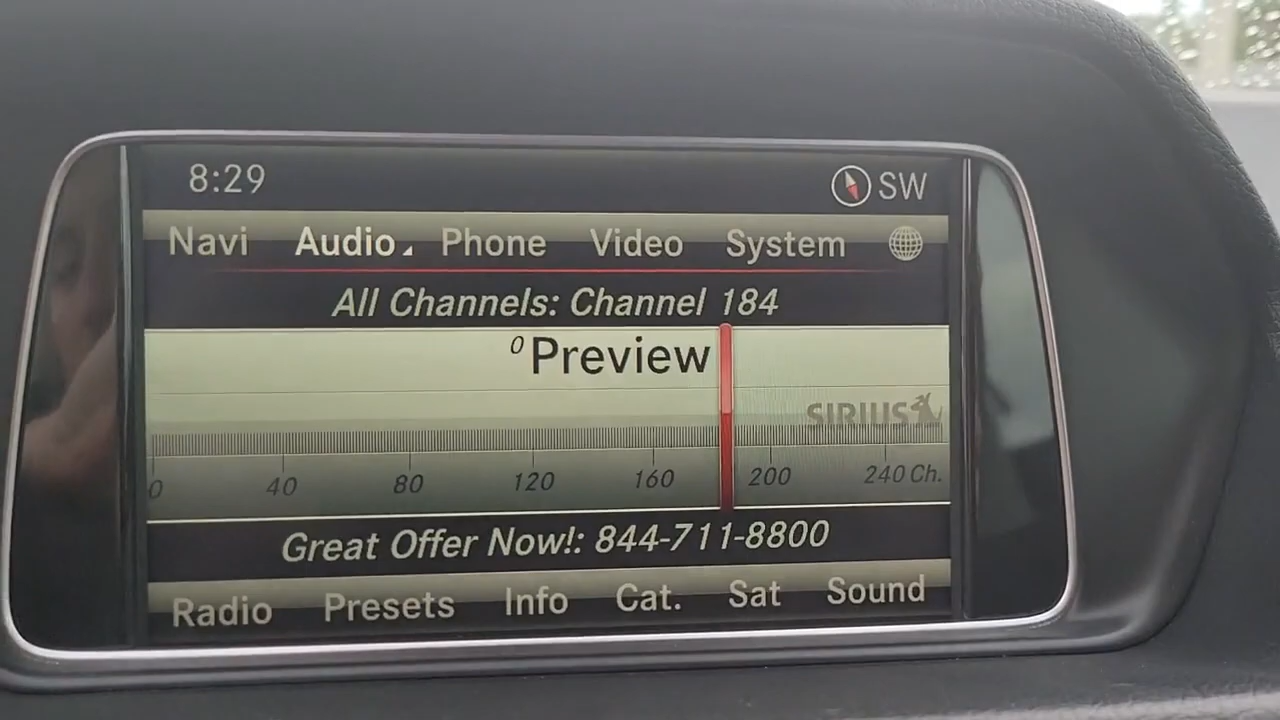 8:29 SW
Navi Audio Phone Video System
All Channels: Channel 184
0 Preview
SIRIUS
0 40 80 120 160 200 240 Ch.
Great Offer Now!: 844-711-8800
Radio Presets Info Cat. Sat Sound